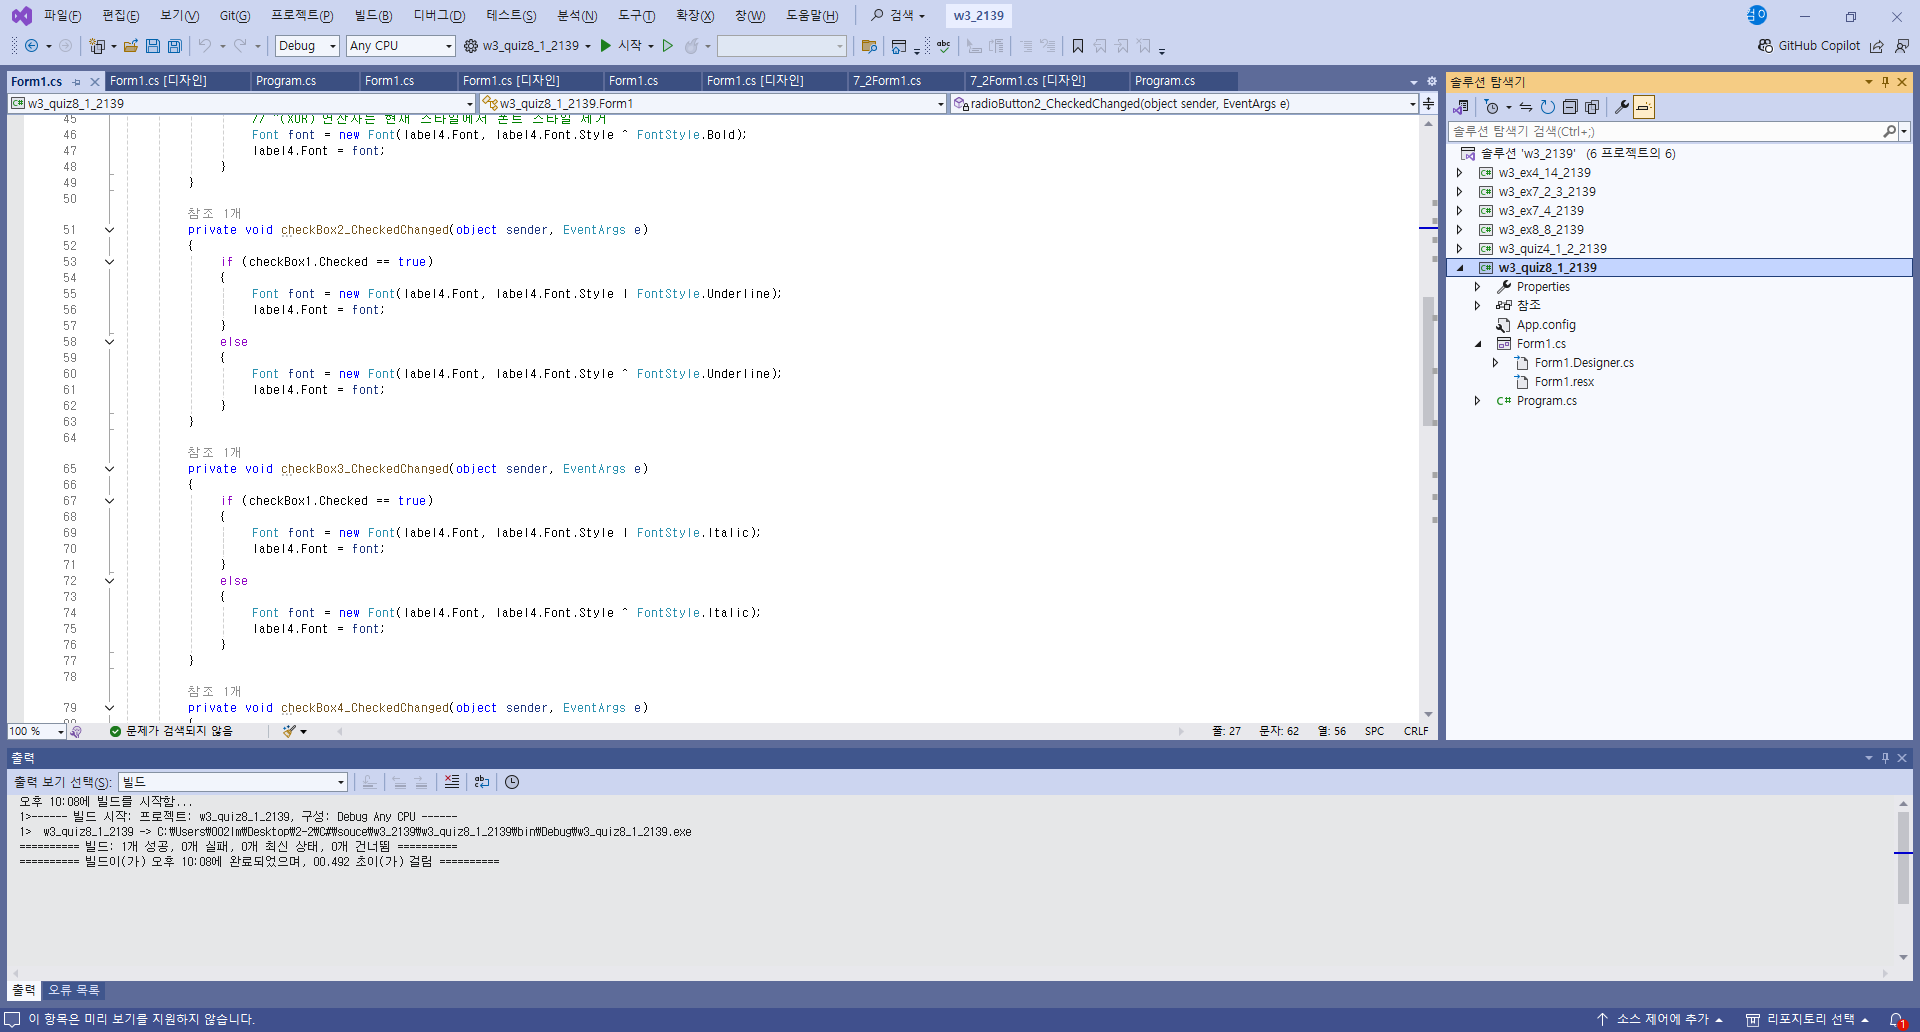 파일(F) 편집(E) 보기(V) Git(G) 프로젝트(P) 빌드(B) 디버그(D) 테스트(S) 분석(N) 도구(T) 확장(X) 창(W) 도움말(H) 검색 w3_2139
Debug Any CPU w3_quiz8_1_2139 시작 GitHub Copilot
Form1.cs Form1.cs [디자인] Program.cs Form1.cs Form1.cs [디자인] Form1.cs Form1.cs [디자인] 7_2Form1.cs 7_2Form1.cs [디자인] Program.cs
w3_quiz8_1_2139 w3_quiz8_1_2139.Form1 radioButton2_CheckedChanged(object sender, EventArgs e)
45 // ^(XOR) 연산자는 현재 스타일에서 폰트 스타일 제거
46 Font font = new Font(label4.Font, label4.Font.Style ^ FontStyle.Bold);
47 label4.Font = font;
48 }
49 }
50
참조 1개
51 private void checkBox2_CheckedChanged(object sender, EventArgs e)
52 {
53 if (checkBox1.Checked == true)
54 {
55 Font font = new Font(label4.Font, label4.Font.Style | FontStyle.Underline);
56 label4.Font = font;
57 }
58 else
59 {
60 Font font = new Font(label4.Font, label4.Font.Style ^ FontStyle.Underline);
61 label4.Font = font;
62 }
63 }
64
참조 1개
65 private void checkBox3_CheckedChanged(object sender, EventArgs e)
66 {
67 if (checkBox1.Checked == true)
68 {
69 Font font = new Font(label4.Font, label4.Font.Style | FontStyle.Italic);
70 label4.Font = font;
71 }
72 else
73 {
74 Font font = new Font(label4.Font, label4.Font.Style ^ FontStyle.Italic);
75 label4.Font = font;
76 }
77 }
78
참조 1개
79 private void checkBox4_CheckedChanged(object sender, EventArgs e)
100 % 문제가 검색되지 않음 줄: 27 문자: 62 열: 56 SPC CRLF
솔루션 탐색기
솔루션 탐색기 검색(Ctrl+;)
솔루션 'w3_2139' (6 프로젝트의 6)
w3_ex4_14_2139
w3_ex7_2_3_2139
w3_ex7_4_2139
w3_ex8_8_2139
w3_quiz4_1_2_2139
w3_quiz8_1_2139
Properties
참조
App.config
Form1.cs
Form1.Designer.cs
Form1.resx
C# Program.cs
출력
출력 보기 선택(S): 빌드
오후 10:08에 빌드를 시작함...
1>------ 빌드 시작: 프로젝트: w3_quiz8_1_2139, 구성: Debug Any CPU ------
1> w3_quiz8_1_2139 -> C:₩Users₩002lm₩Desktop₩2-2₩C#₩souce₩w3_2139₩w3_quiz8_1_2139₩bin₩Debug₩w3_quiz8_1_2139.exe
========== 빌드: 1개 성공, 0개 실패, 0개 최신 상태, 0개 건너뜀 ==========
========== 빌드이(가) 오후 10:08에 완료되었으며, 00.492 초이(가) 걸림 ==========
출력 오류 목록
이 항목은 미리 보기를 지원하지 않습니다. 소스 제어에 추가 리포지토리 선택 1